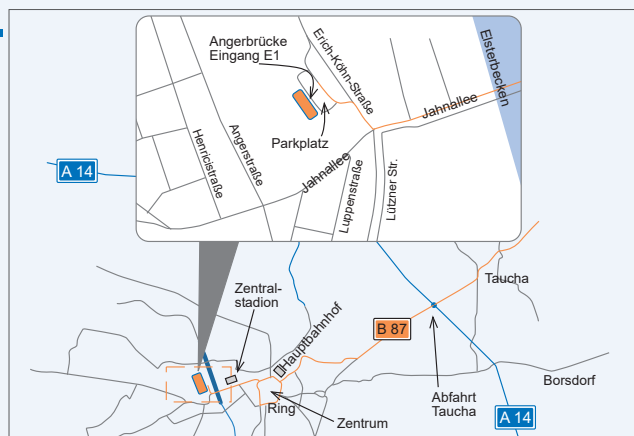 Angerbrücke
Eingang E1
Erich-Köhn-Straße
Elsterbecken
Jahnallee
Parkplatz
Henricistraße
Angerstraße
Jahnallee
Luppenstraße
Lützner Str.
A 14
Taucha
Zentral-
stadion
Hauptbahnhof
B 87
Abfahrt
Taucha
Borsdorf
Ring
Zentrum
A 14